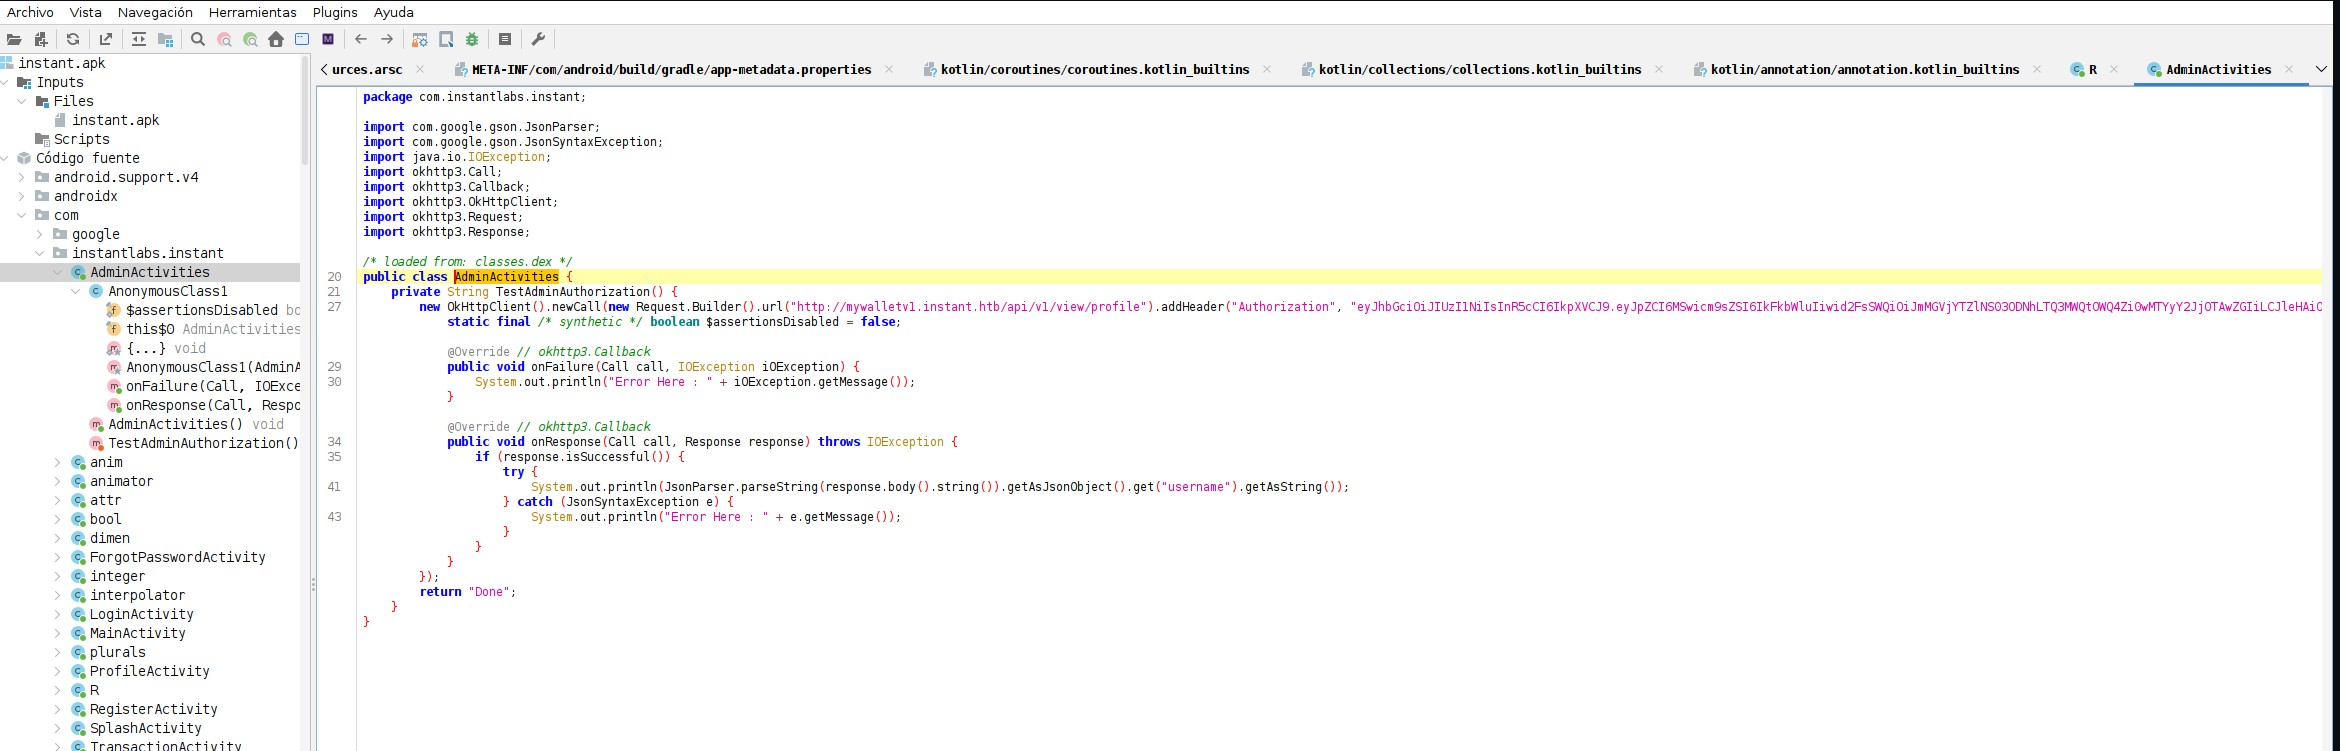 Archivo Vista Navegación Herramientas Plugins Ayuda
instant.apk
Inputs
Files
instant.apk
Scripts
Código fuente
android.support.v4
androidx
com
google
instantlabs.instant
AdminActivities
AnonymousClass1
$assertionsDisabled bo
this$0 AdminActivities
{...} void
AnonymousClass1(AdminA
onFailure(Call, IOExce
onResponse(Call, Respo
AdminActivities() void
TestAdminAuthorization()
anim
animator
attr
bool
dimen
ForgotPasswordActivity
integer
interpolator
LoginActivity
MainActivity
plurals
ProfileActivity
R
RegisterActivity
SplashActivity
TransactionActivity
urces.arsc META-INF/com/android/build/gradle/app-metadata.properties kotlin/coroutines/coroutines.kotlin_builtins kotlin/collections/collections.kotlin_builtins kotlin/annotation/annotation.kotlin_builtins R AdminActivities
package com.instantlabs.instant;
import com.google.gson.JsonParser;
import com.google.gson.JsonSyntaxException;
import java.io.IOException;
import okhttp3.Call;
import okhttp3.Callback;
import okhttp3.OkHttpClient;
import okhttp3.Request;
import okhttp3.Response;
/* loaded from: classes.dex */
20 public class AdminActivities {
21 private String TestAdminAuthorization() {
27 new OkHttpClient().newCall(new Request.Builder().url("http://mywalletv1.instant.htb/api/v1/view/profile").addHeader("Authorization", "
static final /* synthetic */ boolean $assertionsDisabled = false;
@Override // okhttp3.Callback
29 public void onFailure(Call call, IOException iOException) {
30 System.out.println("Error Here : " + iOException.getMessage());
}
@Override // okhttp3.Callback
34 public void onResponse(Call call, Response response) throws IOException {
35 if (response.isSuccessful()) {
try {
41 System.out.println(JsonParser.parseString(response.body().string()).getAsJsonObject().get("username").getAsString());
} catch (JsonSyntaxException e) {
43 System.out.println("Error Here : " + e.getMessage());
}
}
}
});
return "Done";
}
}